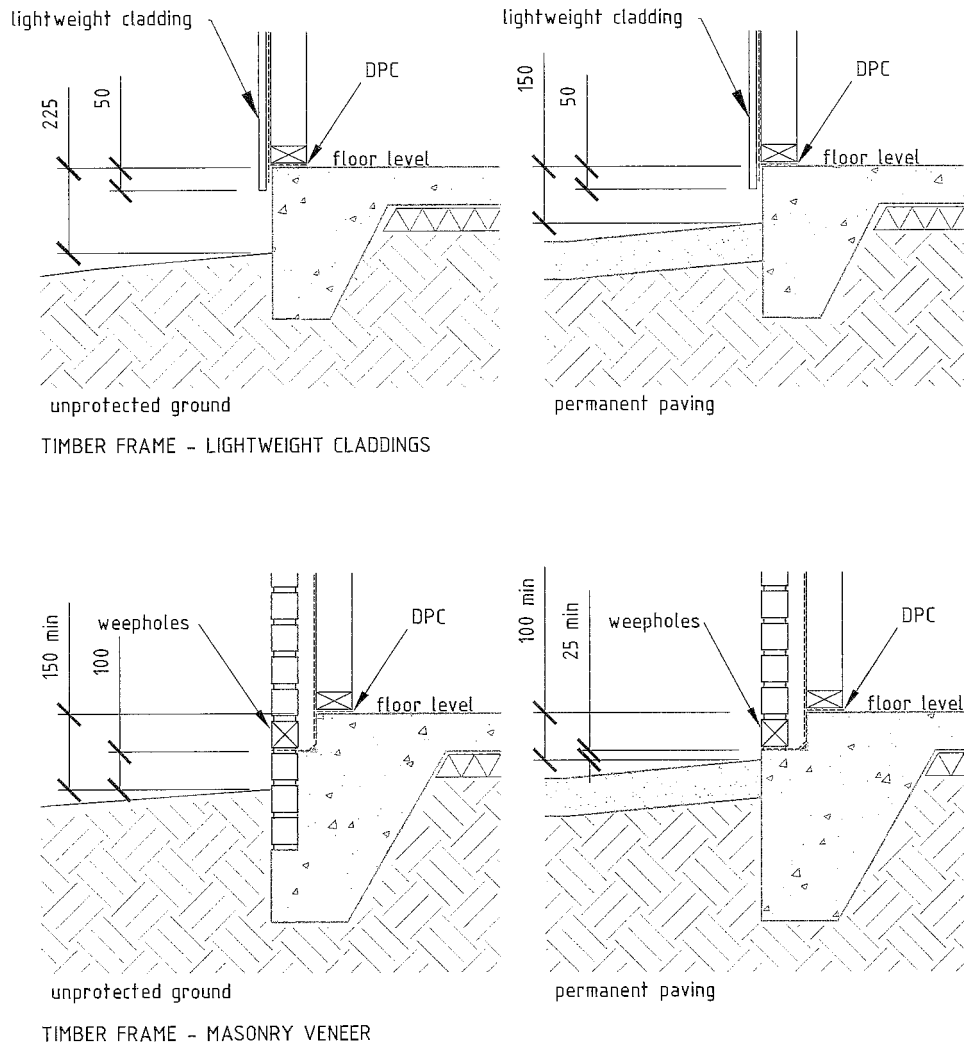 lightweight cladding
DPC
225
50
floor level
unprotected ground
lightweight cladding
DPC
150
50
floor level
permanent paving
TIMBER FRAME - LIGHTWEIGHT CLADDINGS
150 min
100
weepholes
DPC
floor level
unprotected ground
100 min
25 min
weepholes
DPC
floor level
permanent paving
TIMBER FRAME - MASONRY VENEER